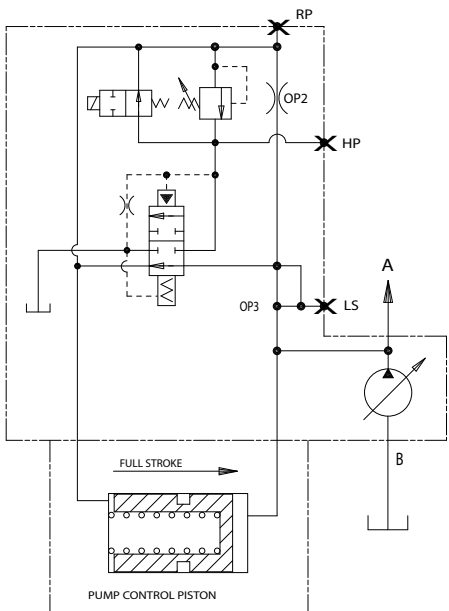 RP
OP2
HP
A
OP3
LS
B
FULL STROKE
PUMP CONTROL PISTON